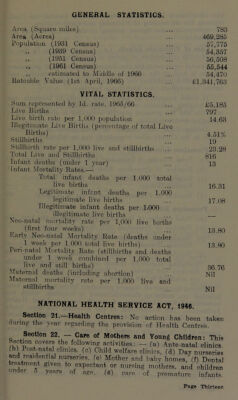 GENERAL STATISTICS.
Area (Square miles) 783
Area (Acres) 469,285
Population (1931 Census) 57,775
,, (1939 Census) 54,357
,, (1951 Census) 56,508
,, (1961 Census) 55,544
,, estimated to Middle of 1966 54,470
Rateable Value (1st April, 1966) £1,341,763
VITAL STATISTICS.
Sum represented by 1d. rate, 1965/66 £5,185
Live Births 797
Live birth rate per 1,000 population 14.63
Illegitimate Live Births (percentage of total Live
Births) 4.51%
Stillbirths 19
Stillbirth rate per 1,000 live and stillbirths 23.28
Total Live and Stillbirths 816
Infant deaths (under 1 year) 13
Infant Mortality Rates.—
Total infant deaths per 1,000 total
live births 16.31
Legitimate infant deaths per 1,000
legitimate live births 17.08
Illegitimate infant deaths per 1,000
illegitimate live births —
Neo-natal mortality rate per 1,000 live births
(first four weeks) 13.80
Early Neo-natal Mortality Rate (deaths under
1 week per 1,000 total live births) 13.80
Peri-natal Mortality Rate (stillbirths and deaths
under 1 week combined per 1,000 total
live and still births) 36.76
Maternal deaths (including abortion) Nil
Maternal mortality rate per 1,000 live and
stillbirths Nil
NATIONAL HEALTH SERVICE ACT, 1946.
Section 21.—Health Centres: No action has been taken
during the year regarding the provision of Health Centres.
Section 22. — Care of Mothers and Young Children: This
Section covers the following activities: — (a) Ante-natal clinics,
(b) Post-natal clinics, (c) Child welfare clinics, (d) Day nurseries
and residential nurseries, (e) Mother and baby homes, (f) Dental
treatment given to expectant or nursing mothers, and children
under 5 years of age, (g) care of premature infants.
Page Thirteen